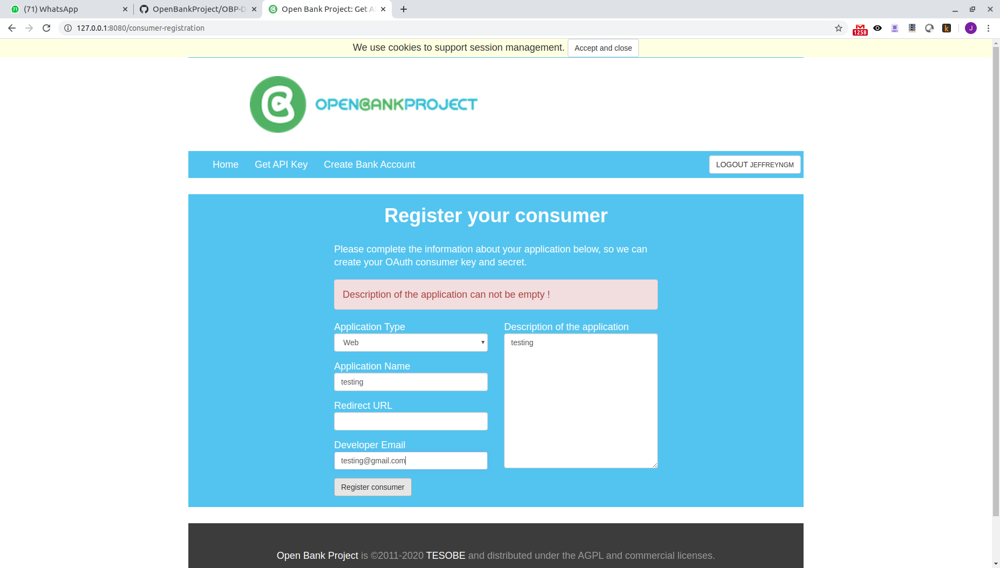 (71) WhatsApp
OpenBankProject/OBP-D
Open Bank Project: Get A
127.0.0.1:8080/consumer-registration
1258
J
We use cookies to support session management. Accept and close
OPENBANKPROJECT
Home Get API Key Create Bank Account LOGOUT JEFFREYNGM
Register your consumer
Please complete the information about your application below, so we can
create your OAuth consumer key and secret.
Description of the application can not be empty !
Application Type
Web
Application Name
testing
Redirect URL
Developer Email
testing@gmail.com
Description of the application
testing
Register consumer
Open Bank Project is ©2011-2020 TESOBE and distributed under the AGPL and commercial licenses.